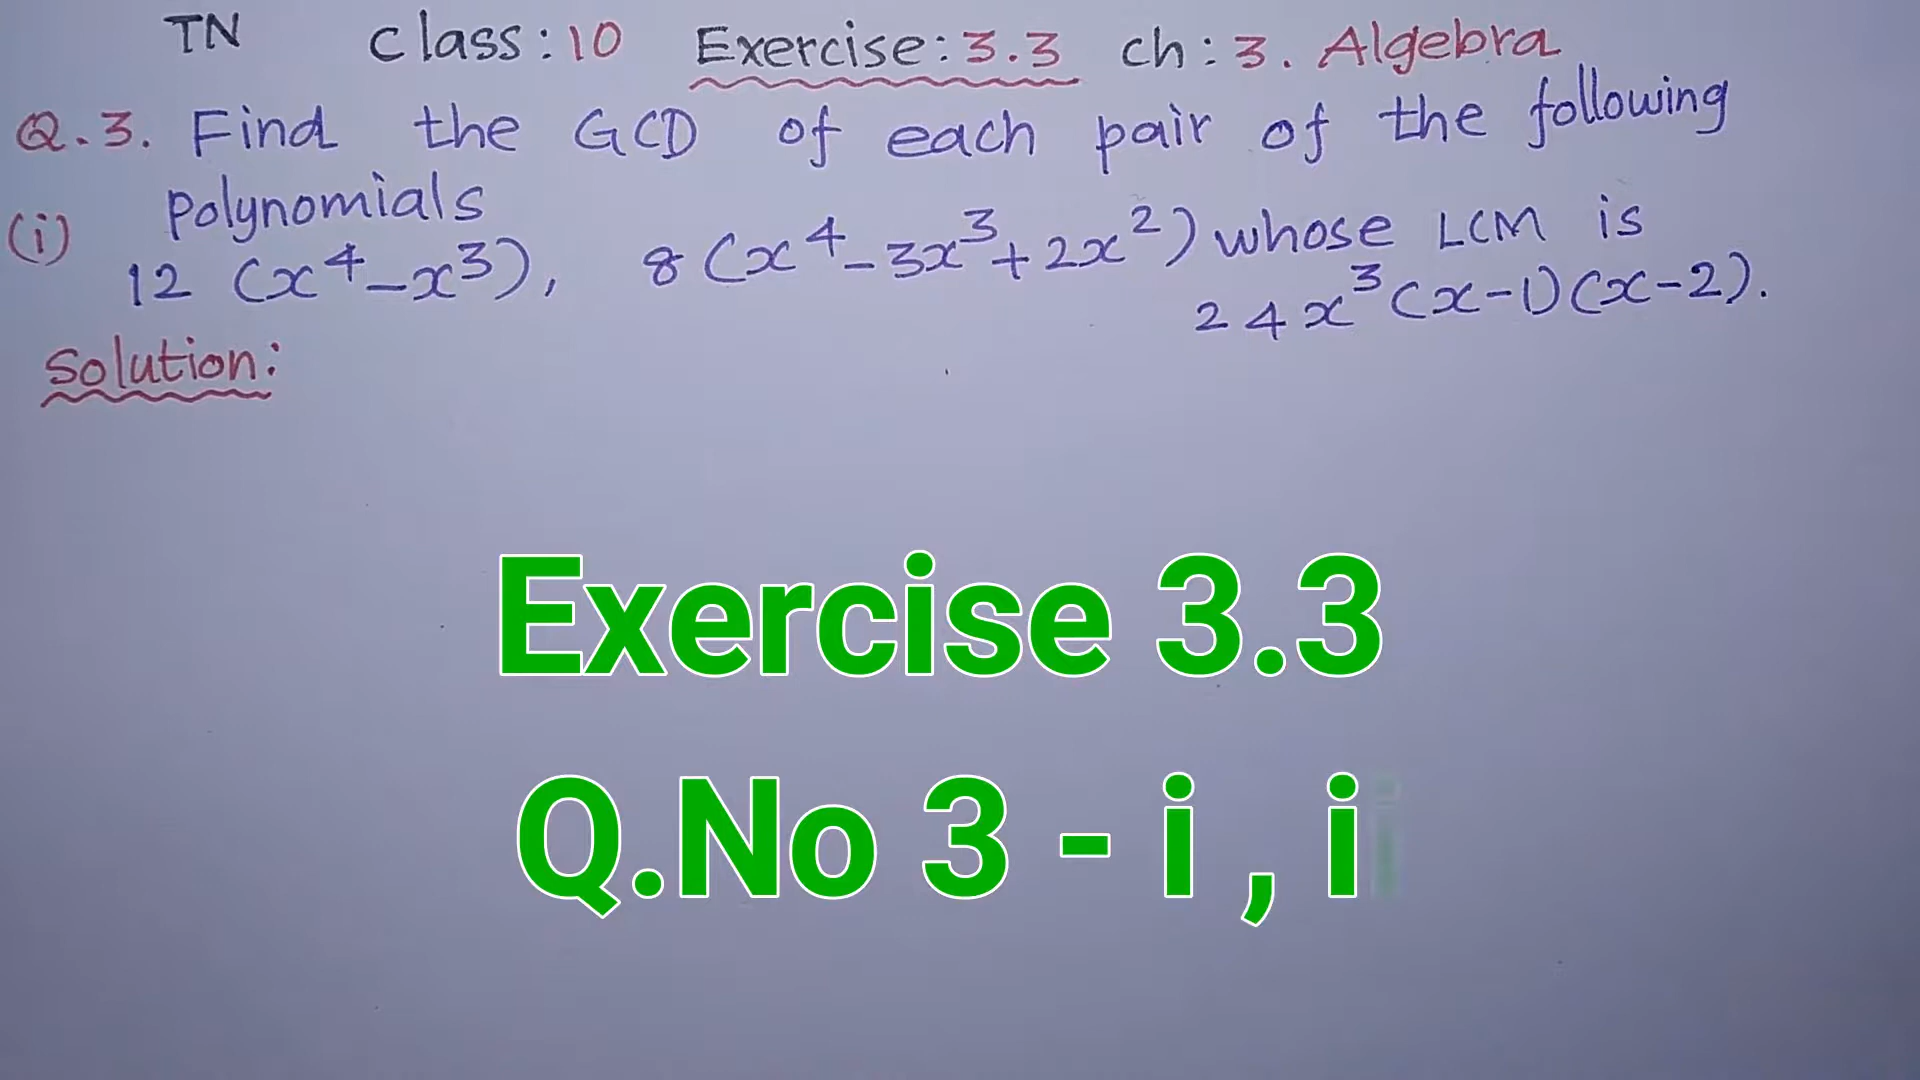 TN class:10 Exercise:3.3 ch:3. Algebra
Q.3. Find the GCD of each pair of the following
polynomials
(i) 12 (x⁴-x³), 8 (x⁴-3x³+2x²) whose LCM is
24x³(x-1)(x-2).
Solution:
Exercise 3.3
Q.No 3 - i , i